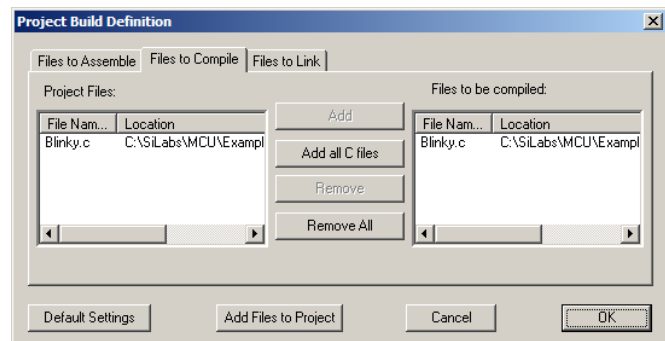 Project Build Definition
Files to Assemble Files to Compile Files to Link
Project Files: Files to be compiled:
File Nam... Location Add File Nam... Location
Blinky.c C:\SiLabs\MCU\Exampl Blinky.c C:\SiLabs\MCU\Exampl
Add all C files
Remove
Remove All
Default Settings Add Files to Project Cancel OK